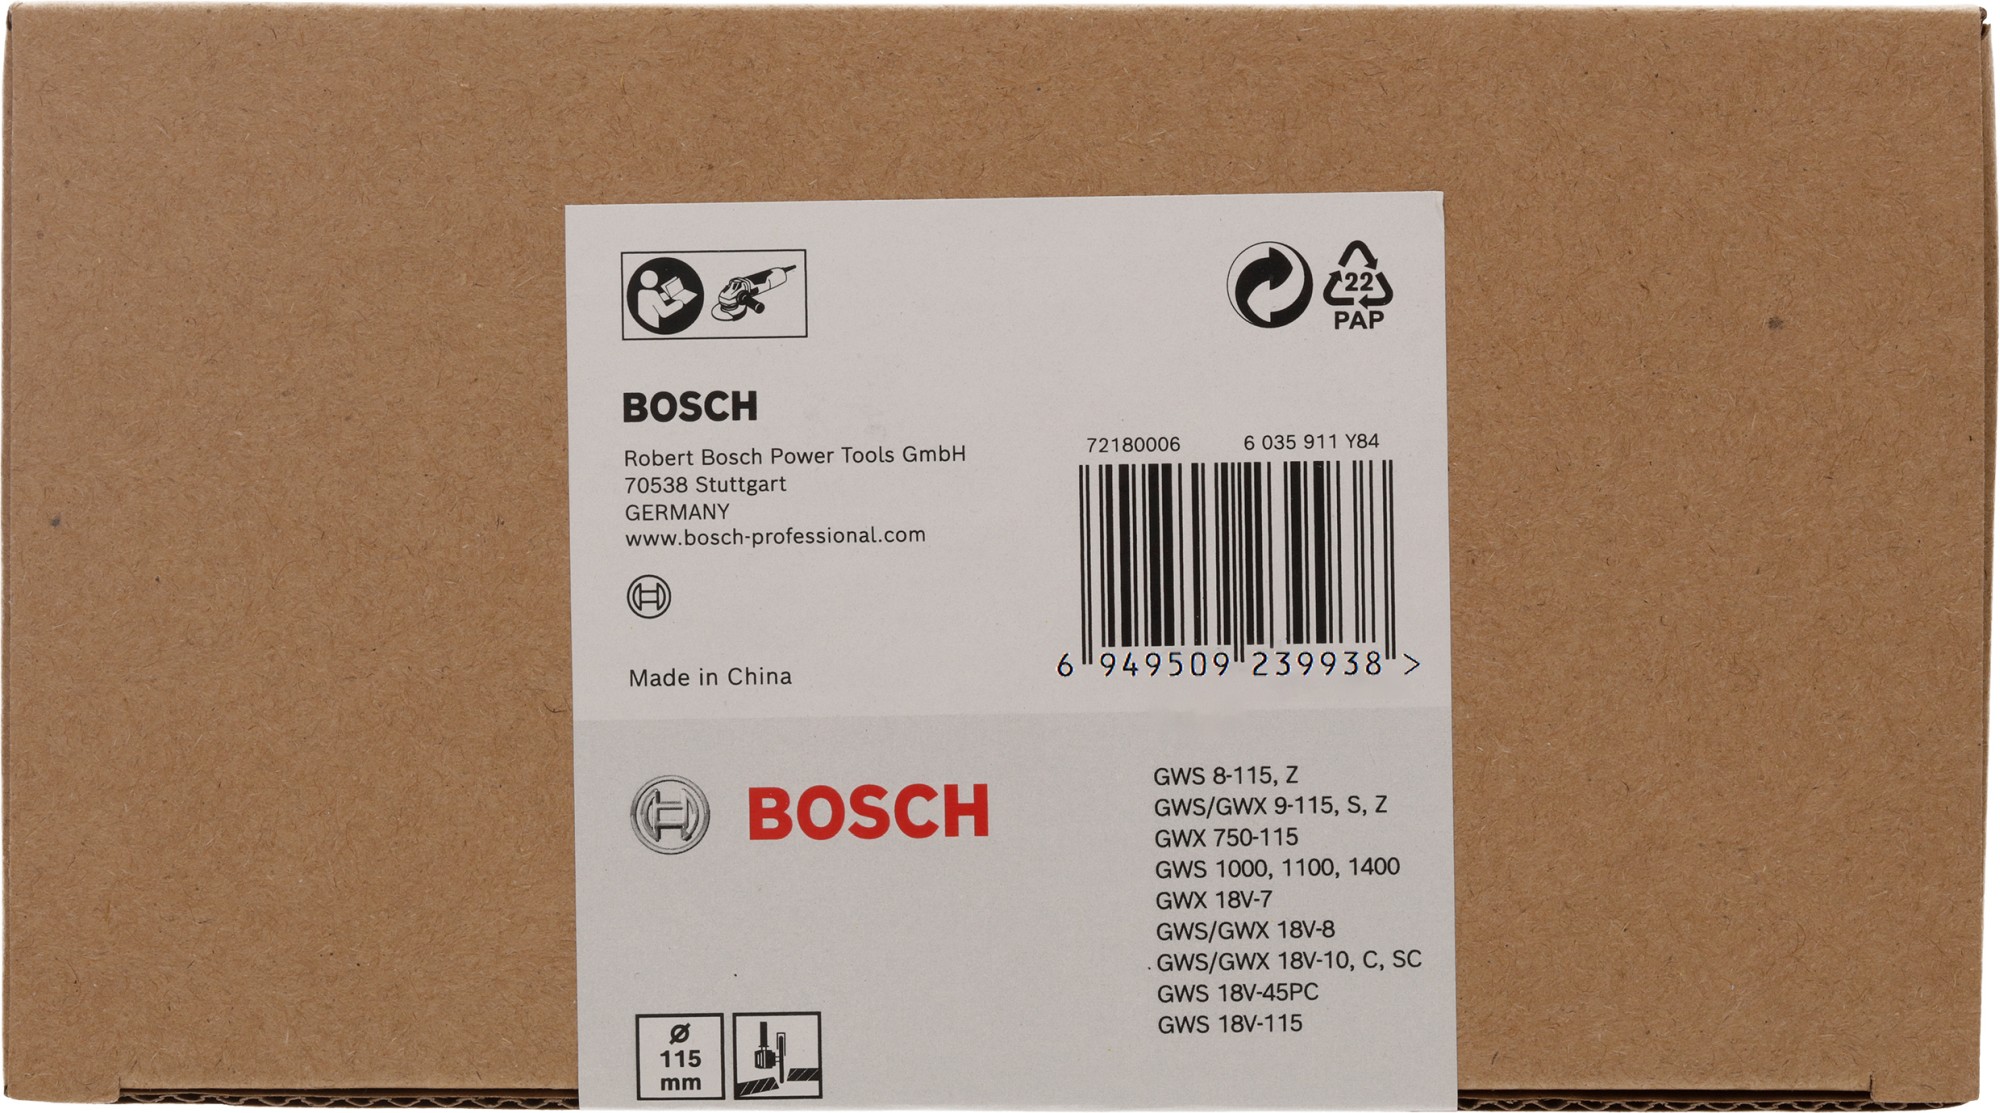 22
PAP
BOSCH
Robert Bosch Power Tools GmbH
70538 Stuttgart
GERMANY
www.bosch-professional.com
Made in China
72180006 6 035 911 Y84
6 949509 239938 >
BOSCH
GWS 8-115, Z
GWS/GWX 9-115, S, Z
GWX 750-115
GWS 1000, 1100, 1400
GWX 18V-7
GWS/GWX 18V-8
GWS/GWX 18V-10, C, SC
GWS 18V-45PC
GWS 18V-115
Ø
115
mm